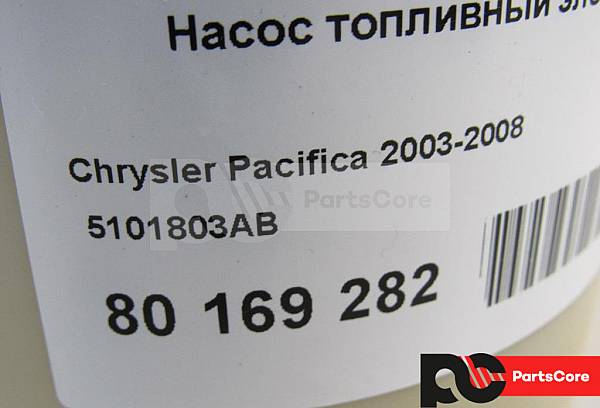 Насос топливный
Chrysler Pacifica 2003-2008
PartsCore
5101803AB
80 169 282
PartsCore